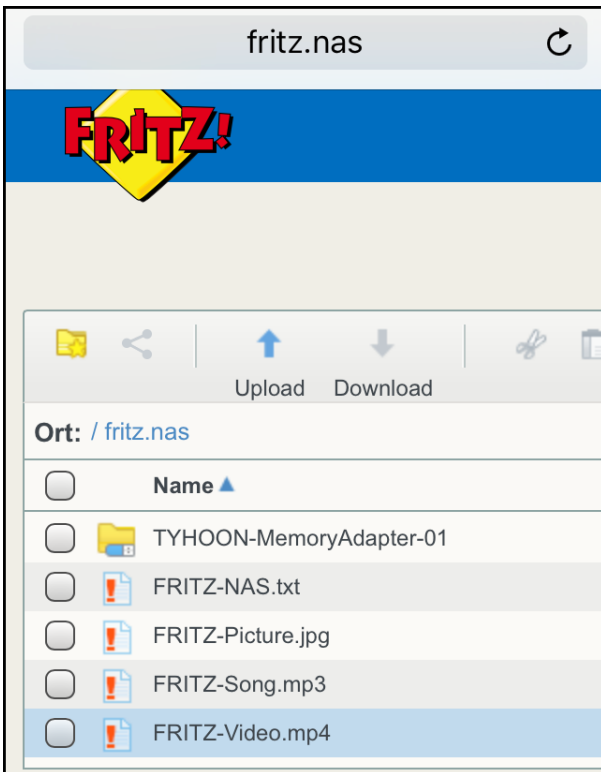 fritz.nas
FRITZ!
Upload Download
Ort: / fritz.nas
Name
TYHOON-MemoryAdapter-01
FRITZ-NAS.txt
FRITZ-Picture.jpg
FRITZ-Song.mp3
FRITZ-Video.mp4